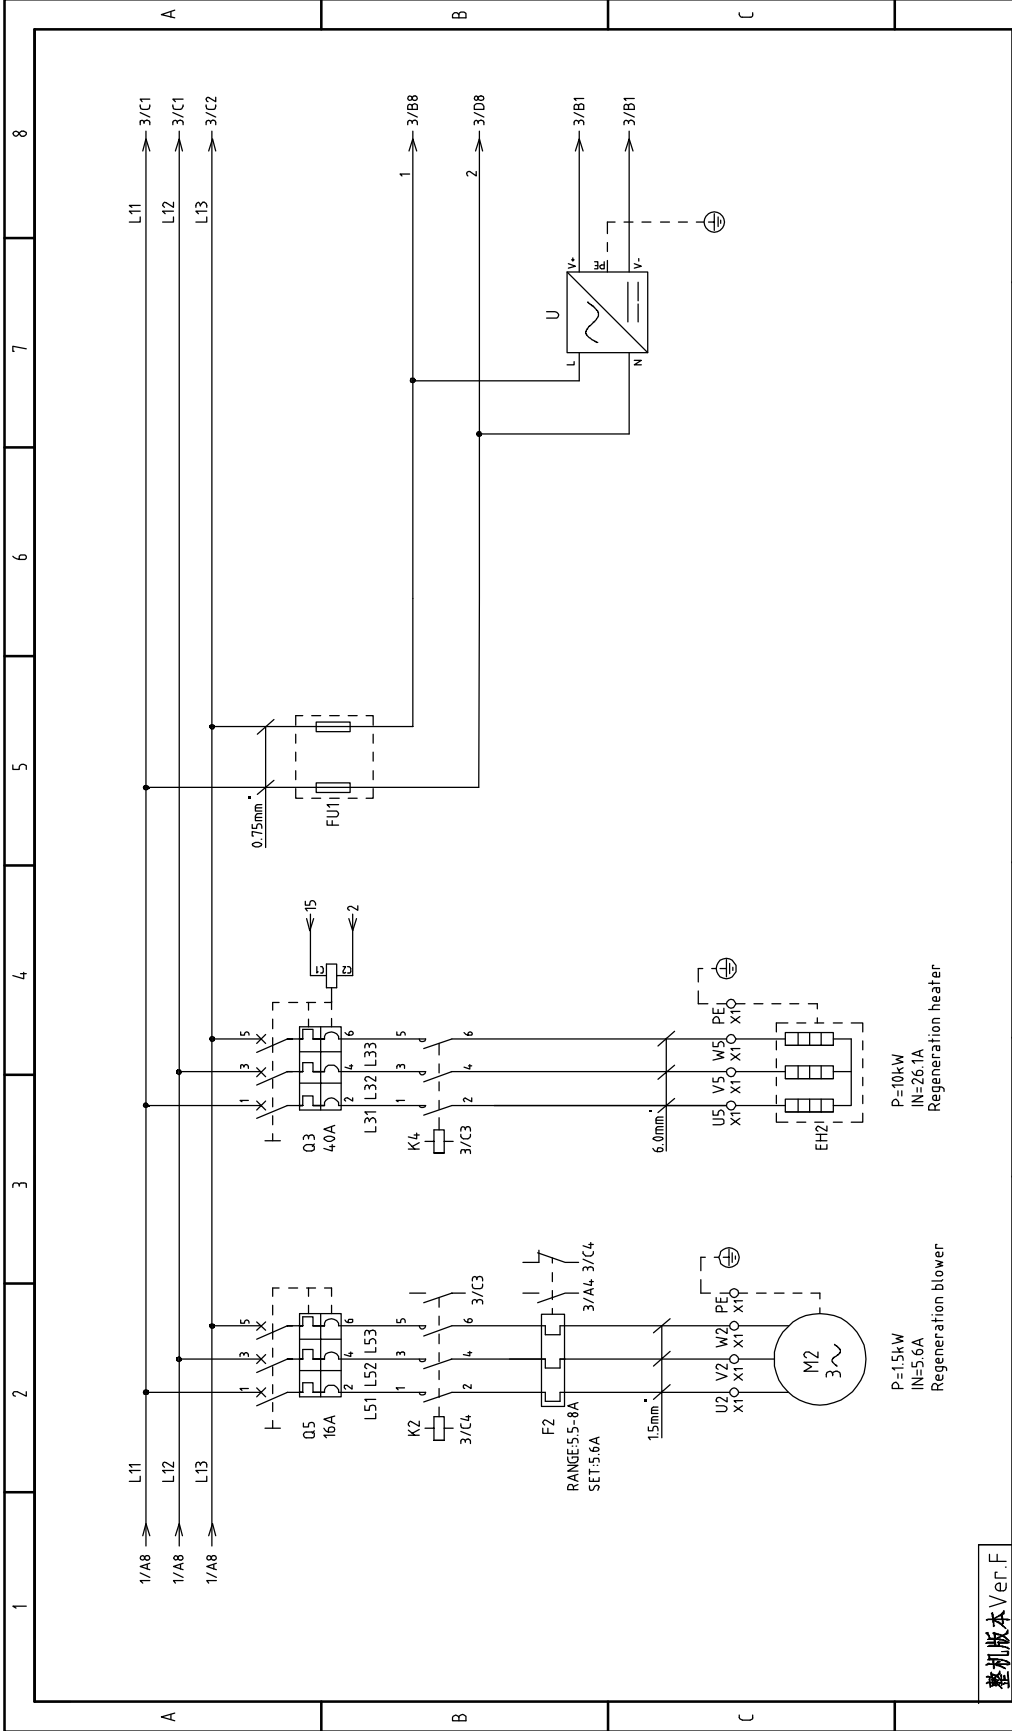 1
2
3
4
5
6
7
8
A
A
1/A8
L11
L11
3/C1
1/A8
L12
L12
3/C1
1/A8
L13
L13
3/C2
1
3
5
Q5
16A
2
4
6
L51
L52
L53
1
3
5
K2
3/C4
2
4
6
3/C3
F2
RANGE:5.5-8A
SET:5.6A
3/A4
3/C4
1.5mm
U2
V2
W2
PE
X1
X1
X1
X1
M2
3~
P=1.5kW
IN=5.6A
Regeneration blower
1
3
5
Q3
40A
2
4
6
L31
L32
L33
C1
C2
15
2
1
3
5
K4
3/C3
2
4
6
6.0mm
U5
V5
W5
PE
X1
X1
X1
X1
EH2
P=10kW
IN=26.1A
Regeneration heater
0.75mm
FU1
1
3/B8
2
3/D8
U
L
N
V+
PE
V-
3/B1
3/B1
B
B
C
C
整机版本Ver.F